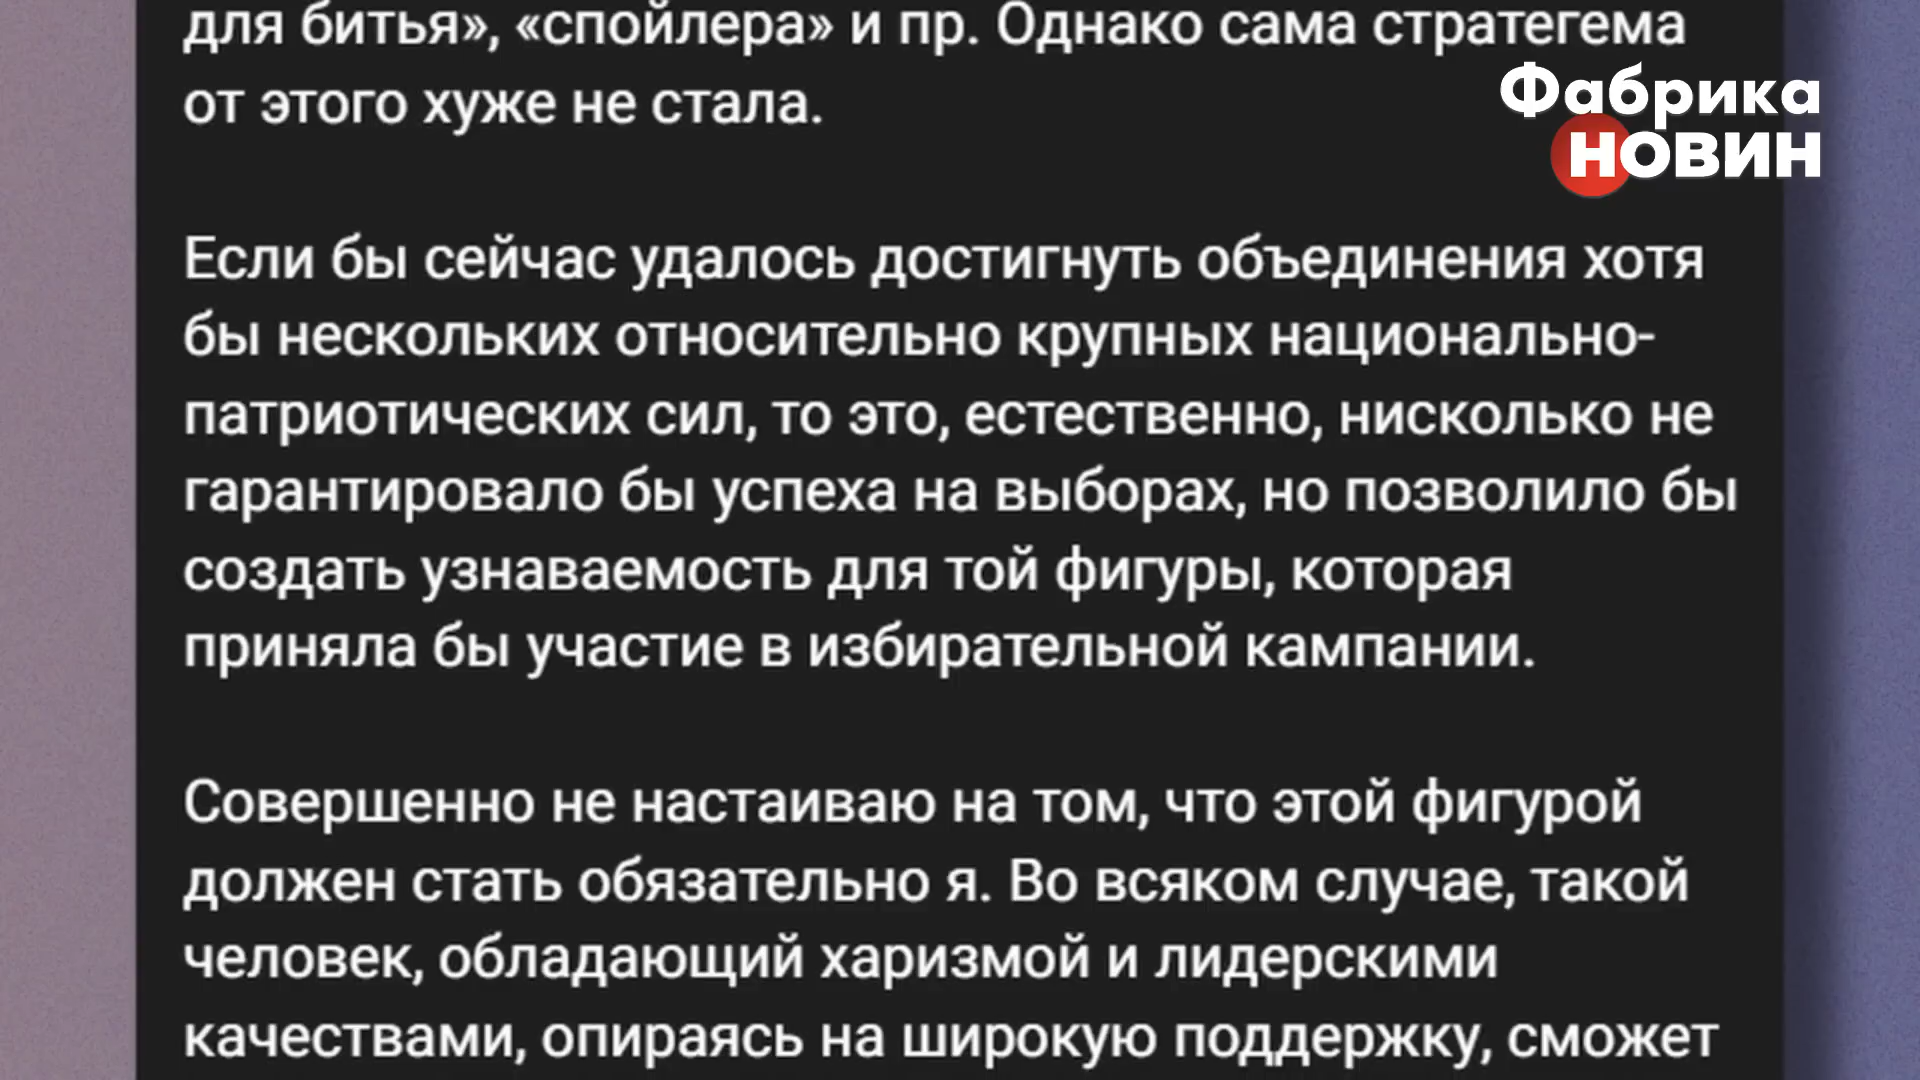 для битья», «спойлера» и пр. Однако сама стратегема
от этого хуже не стала.
Фабрика
новин
Если бы сейчас удалось достигнуть объединения хотя
бы нескольких относительно крупных национально-
патриотических сил, то это, естественно, нисколько не
гарантировало бы успеха на выборах, но позволило бы
создать узнаваемость для той фигуры, которая
приняла бы участие в избирательной кампании.
Совершенно не настаиваю на том, что этой фигурой
должен стать обязательно я. Во всяком случае, такой
человек, обладающий харизмой и лидерскими
качествами, опираясь на широкую поддержку, сможет